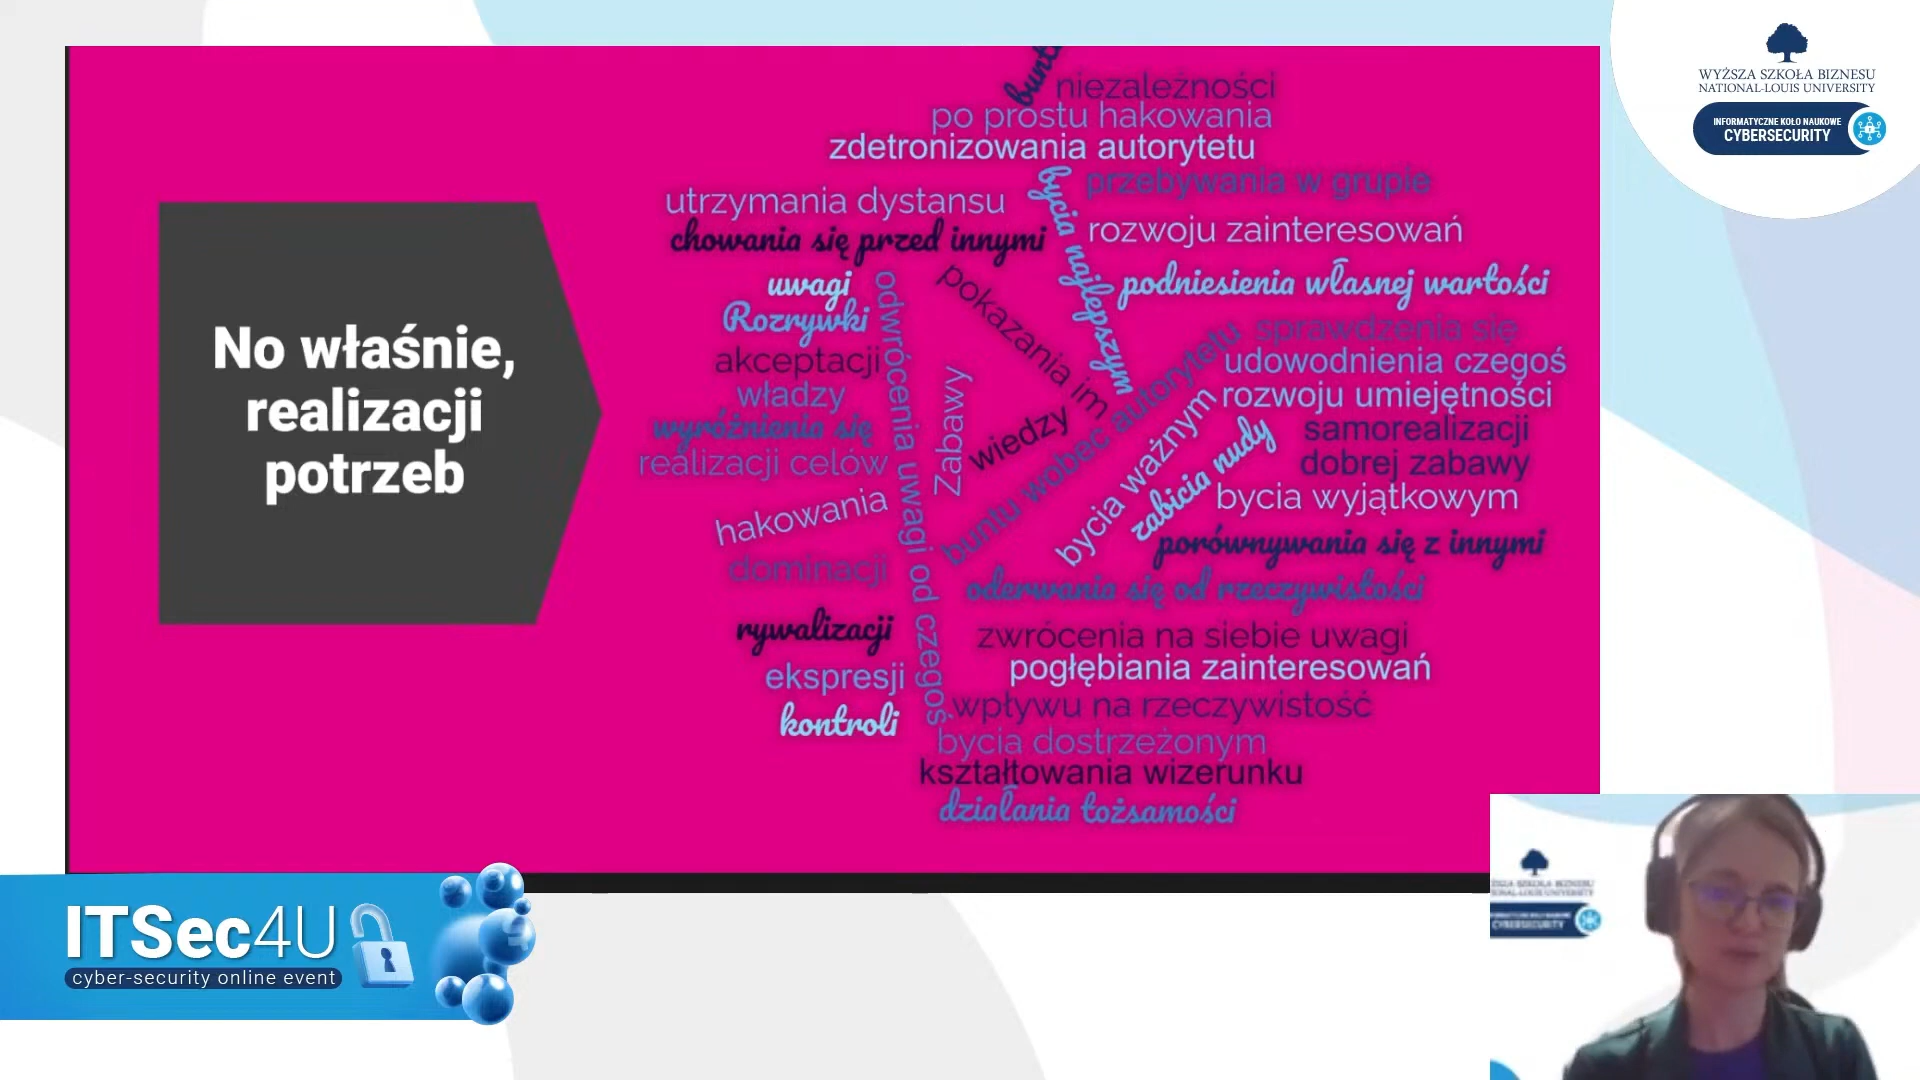 WYŻSZA SZKOŁA BIZNESU
NATIONAL-LOUIS UNIVERSITY
INFORMATYCZNE KOŁO NAUKOWE
CYBERSECURITY
No właśnie,
realizacji
potrzeb
niezależności
po prostu hakowania
zdetronizowania autorytetu
przebywania w grupie
utrzymania dystansu
chowania się przed innymi
bycia najlepszym
rozwoju zainteresowań
uwagi
Rozrywki
akceptacji
władzy
wyróżnienia się
realizacji celów
hakowania
dominacji
rywalizacji
ekspresji
kontroli
odwrócenia uwagi od czegoś
pokazania im
Zabawy
wiedzy
buntu wobec autorytetu
bycia ważnym
zabicia nudy
podniesienia własnej wartości
sprawdzenia się
udowodnienia czegoś
rozwoju umiejętności
samorealizacji
dobrej zabawy
bycia wyjątkowym
porównywania się z innymi
oderwania się od rzeczywistości
zwrócenia na siebie uwagi
pogłębiania zainteresowań
wpływu na rzeczywistość
bycia dostrzeżonym
kształtowania wizerunku
działania tożsamości
ITSec4U
cyber-security online event
CYBERSECURITY